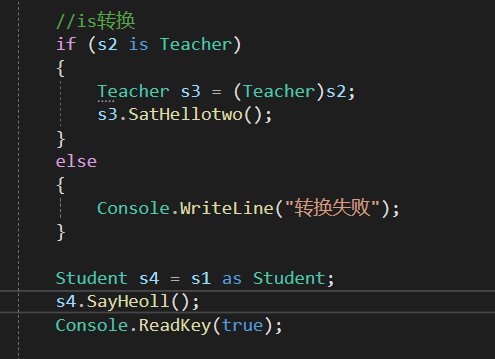 //is转换
if (s2 is Teacher)
{
Teacher s3 = (Teacher)s2;
s3.SatHellotwo();
}
else
{
Console.WriteLine("转换失败");
}
Student s4 = s1 as Student;
s4.SayHeoll();
Console.ReadKey(true);